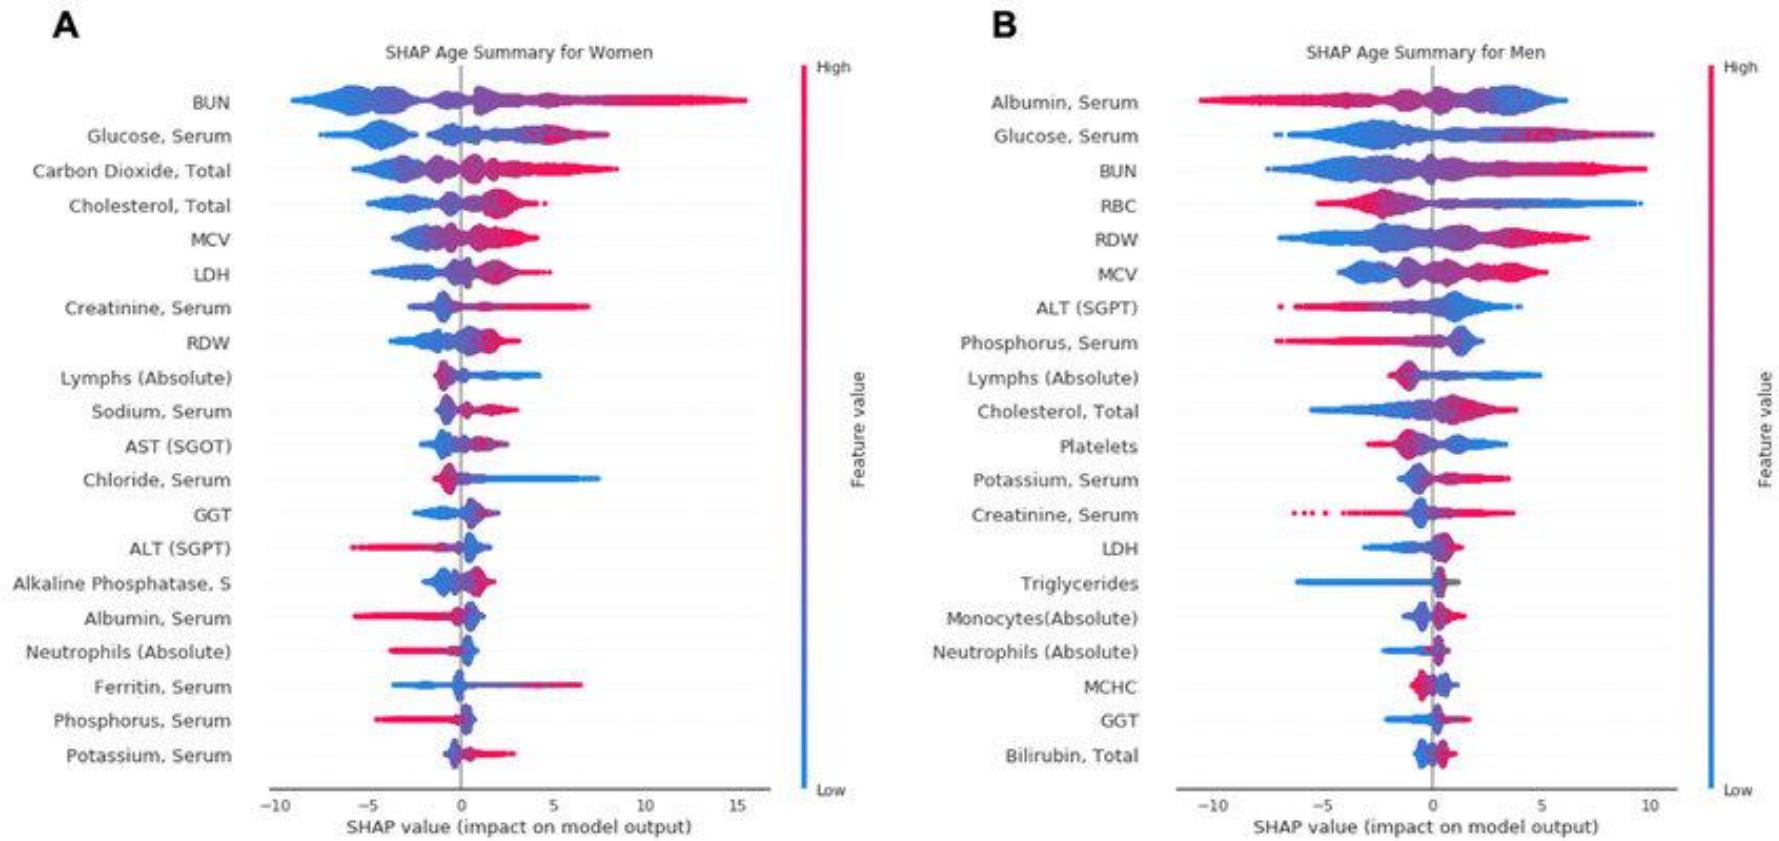 A
SHAP Age Summary for Women
BUN
Glucose, Serum
Carbon Dioxide, Total
Cholesterol, Total
MCV
LDH
Creatinine, Serum
RDW
Lymphs (Absolute)
Sodium, Serum
AST (SGOT)
Chloride, Serum
GGT
ALT (SGPT)
Alkaline Phosphatase, S
Albumin, Serum
Neutrophils (Absolute)
Ferritin, Serum
Phosphorus, Serum
Potassium, Serum
−10 −5 0 5 10 15
SHAP value (impact on model output)
High
Feature value
Low
B
SHAP Age Summary for Men
Albumin, Serum
Glucose, Serum
BUN
RBC
RDW
MCV
ALT (SGPT)
Phosphorus, Serum
Lymphs (Absolute)
Cholesterol, Total
Platelets
Potassium, Serum
Creatinine, Serum
LDH
Triglycerides
Monocytes(Absolute)
Neutrophils (Absolute)
MCHC
GGT
Bilirubin, Total
−10 −5 0 5 10
SHAP value (impact on model output)
High
Feature value
Low